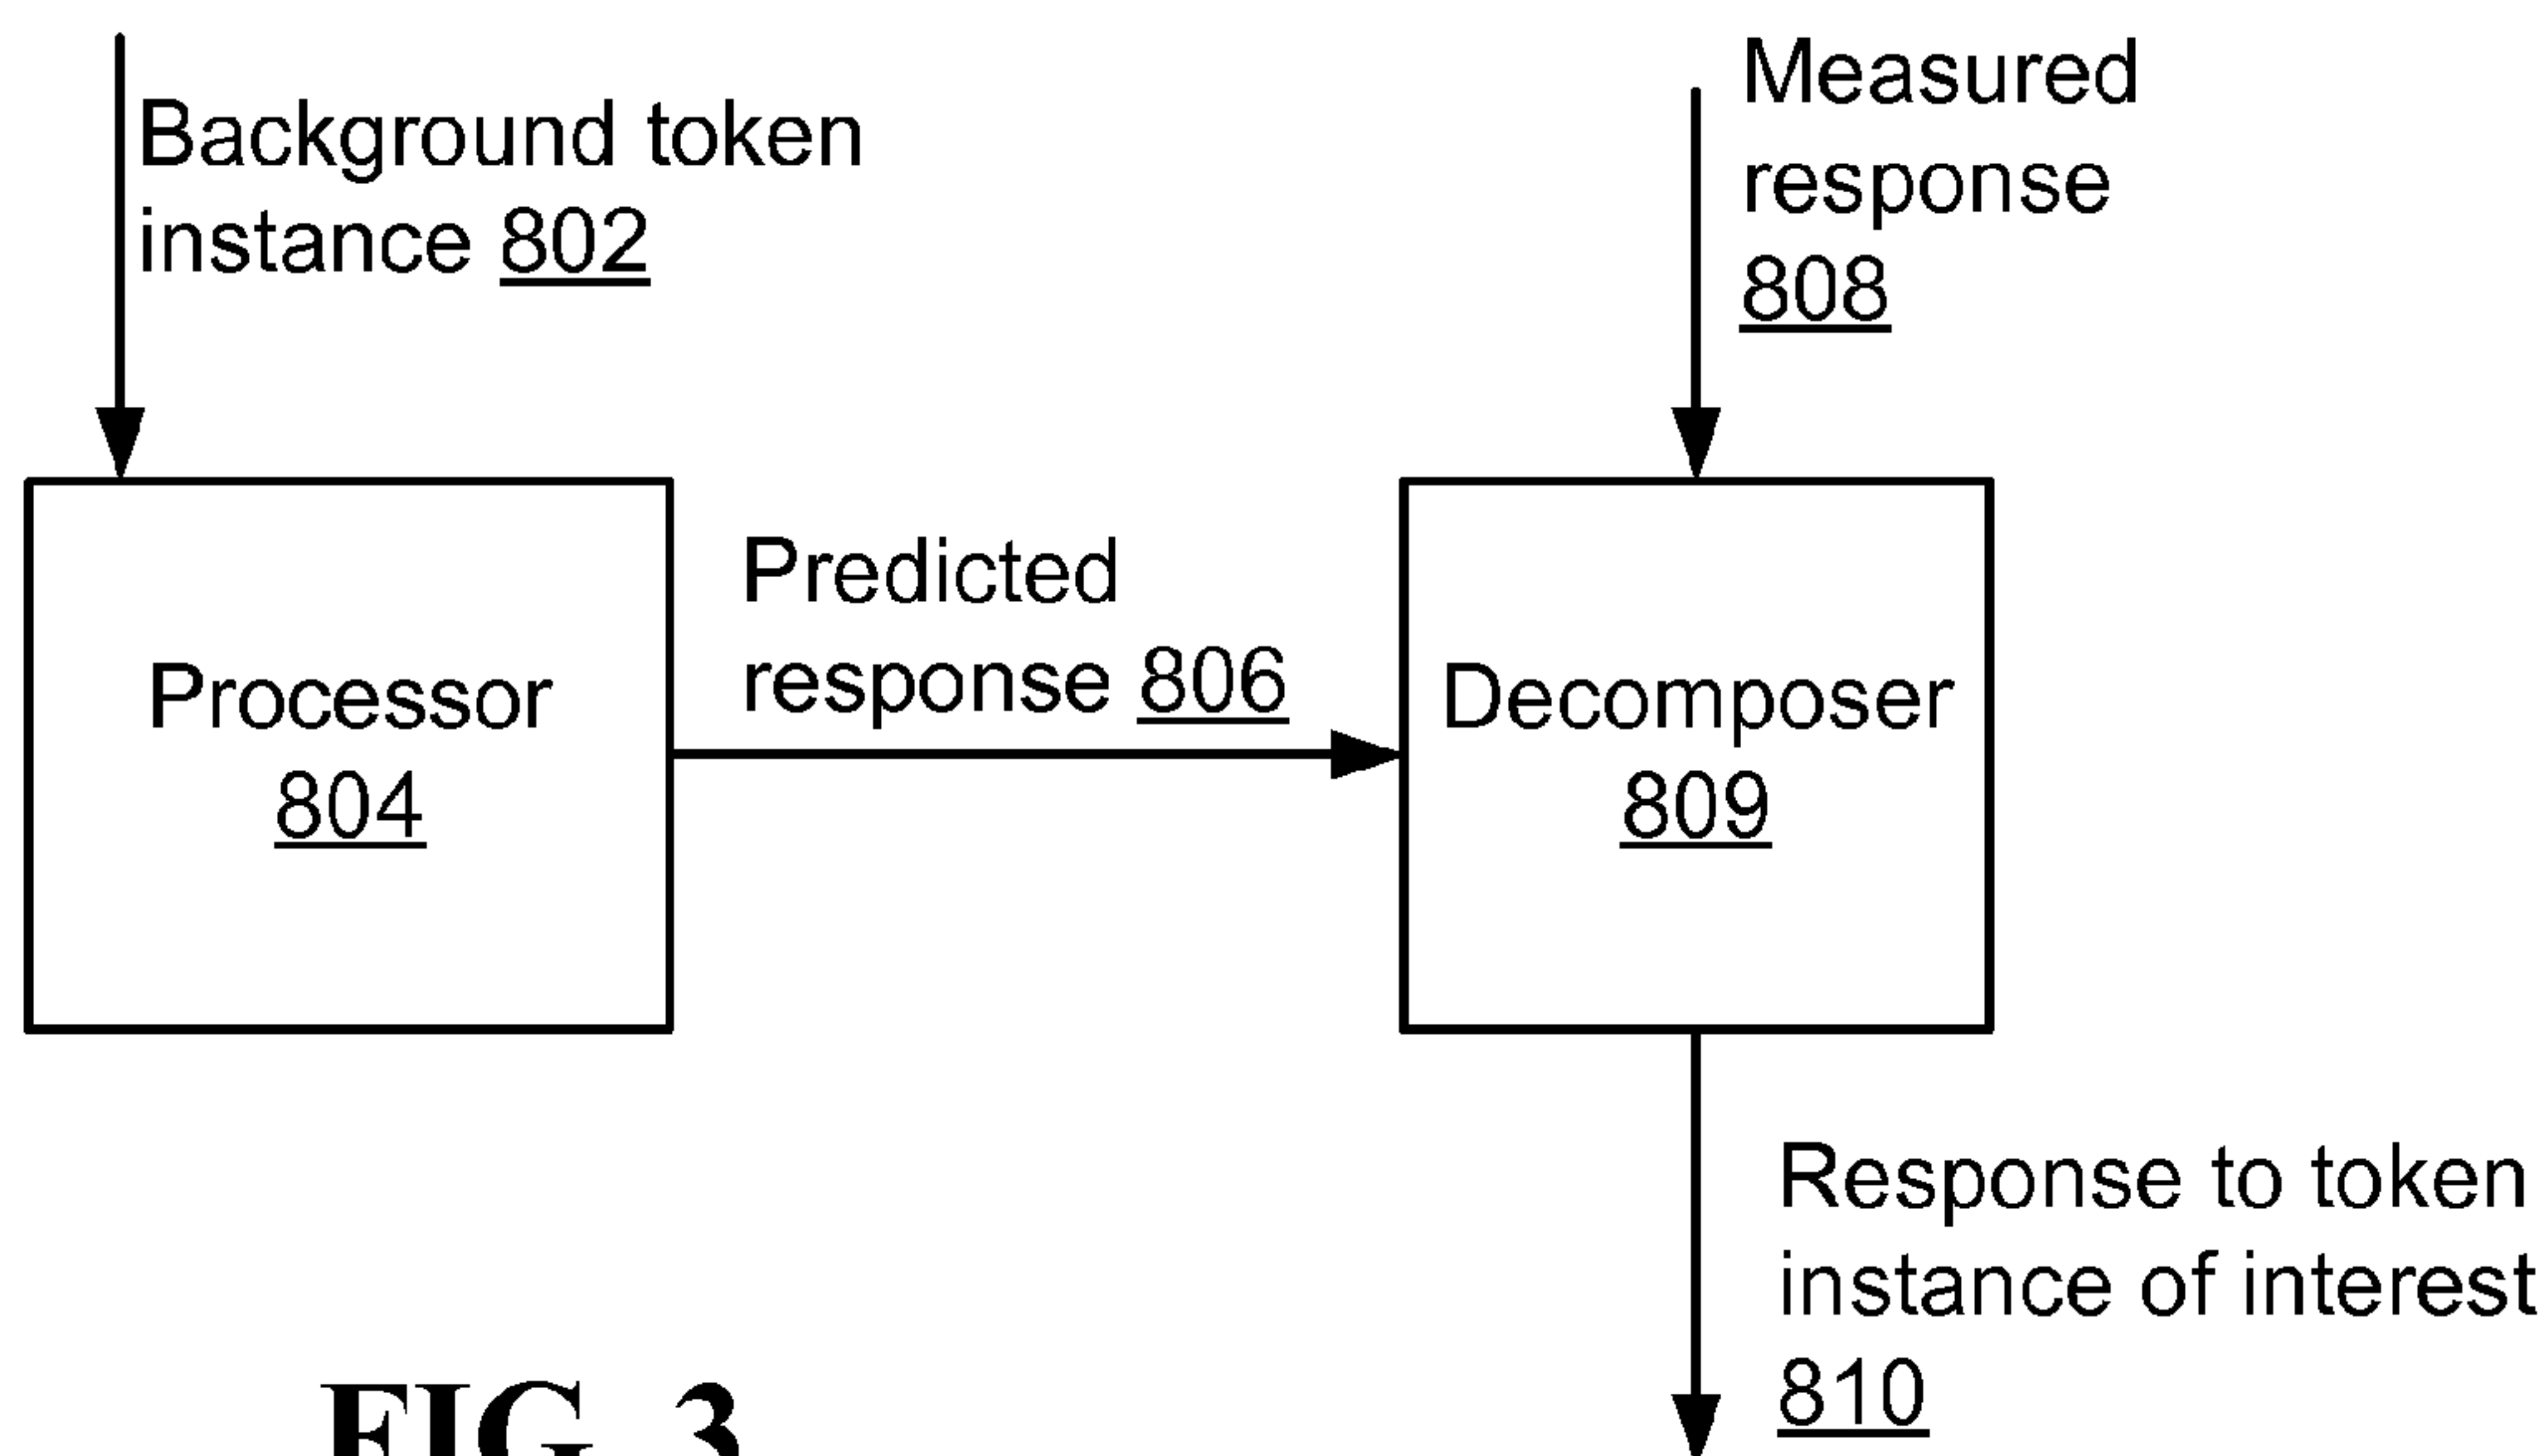 Background token
instance 802
Measured
response
808
Predicted
response 806
Processor
804
Decomposer
809
Response to token
instance of interest
810
FIG. 3